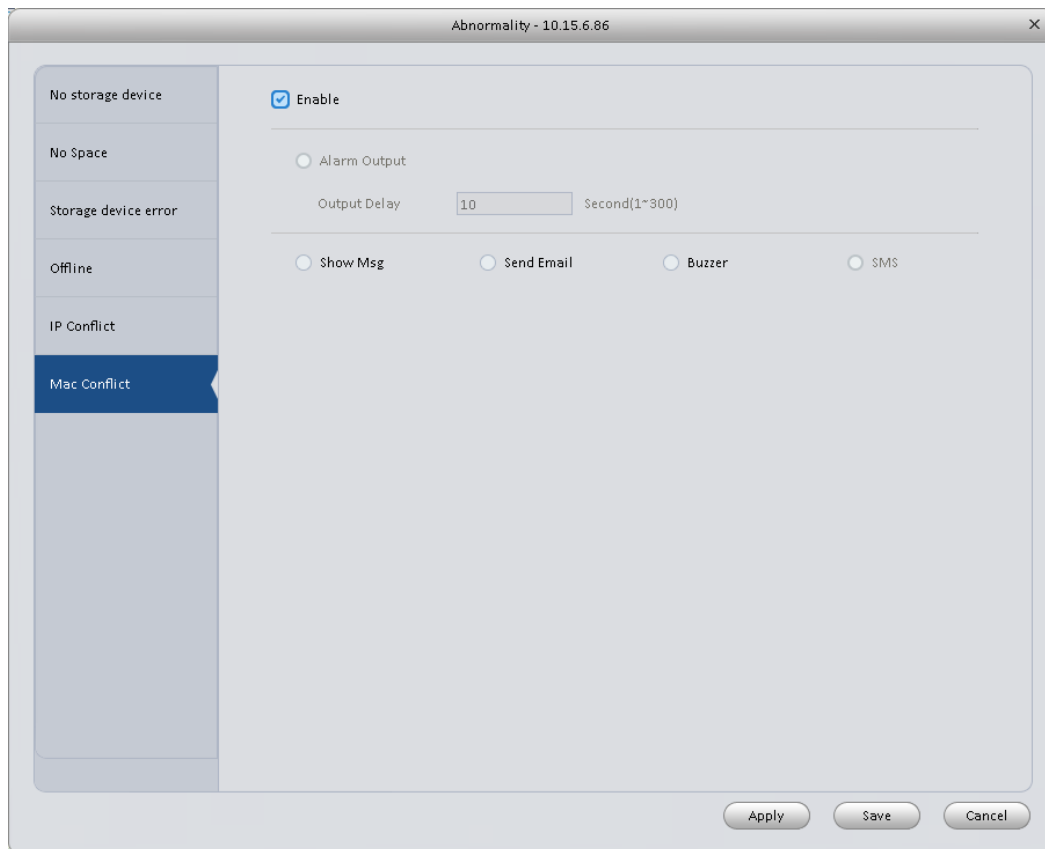 Abnormality - 10.15.6.86
No storage device
No Space
Storage device error
Offline
IP Conflict
Mac Conflict
Enable
Alarm Output
Output Delay 10 Second(1~300)
Show Msg Send Email Buzzer SMS
Apply Save Cancel